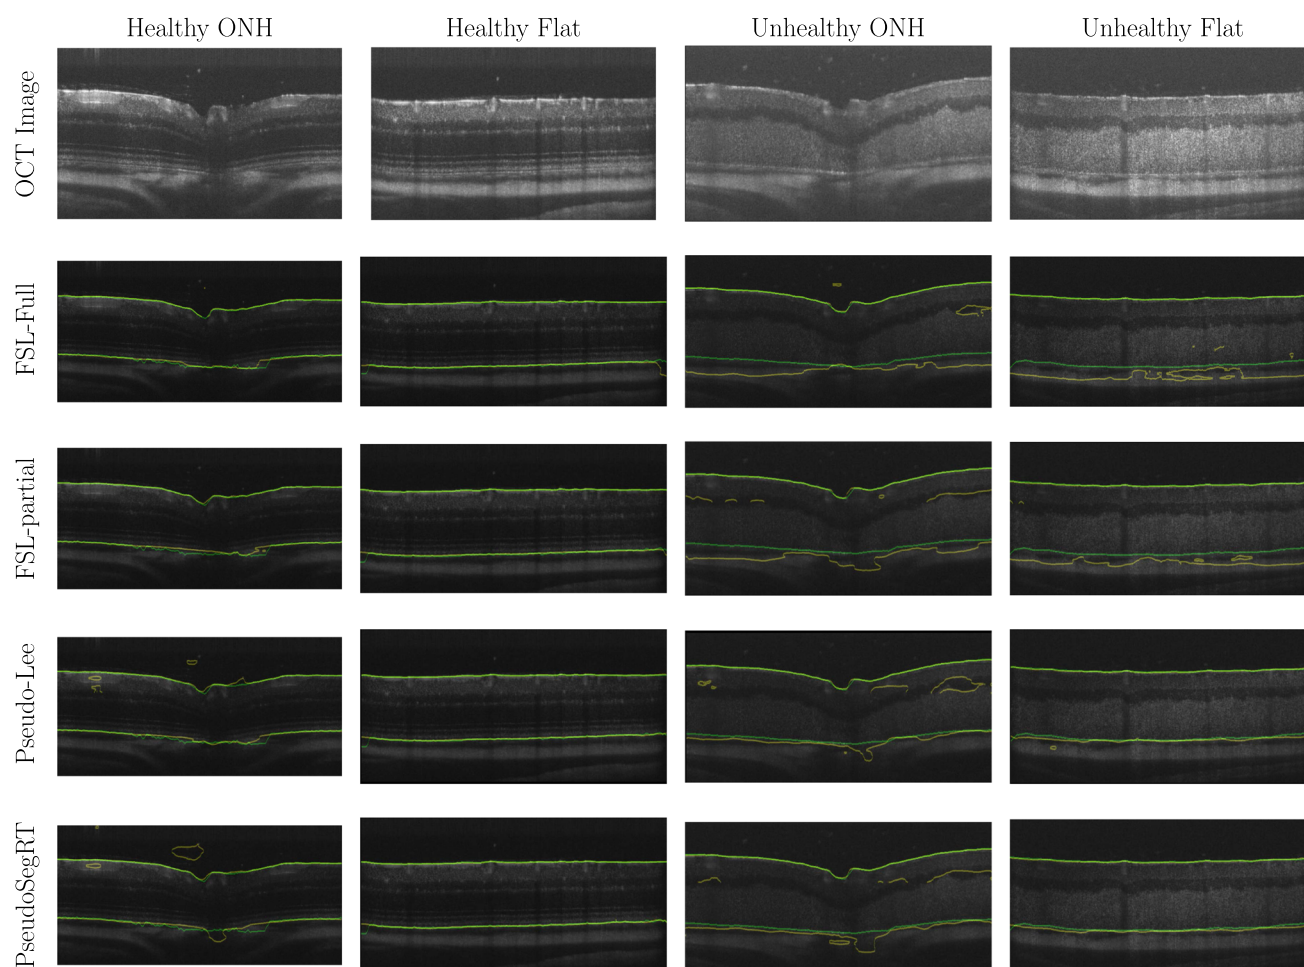 Healthy ONH
Healthy Flat
Unhealthy ONH
Unhealthy Flat
OCT Image
FSL-Full
FSL-partial
Pseudo-Lee
PseudoSegRT